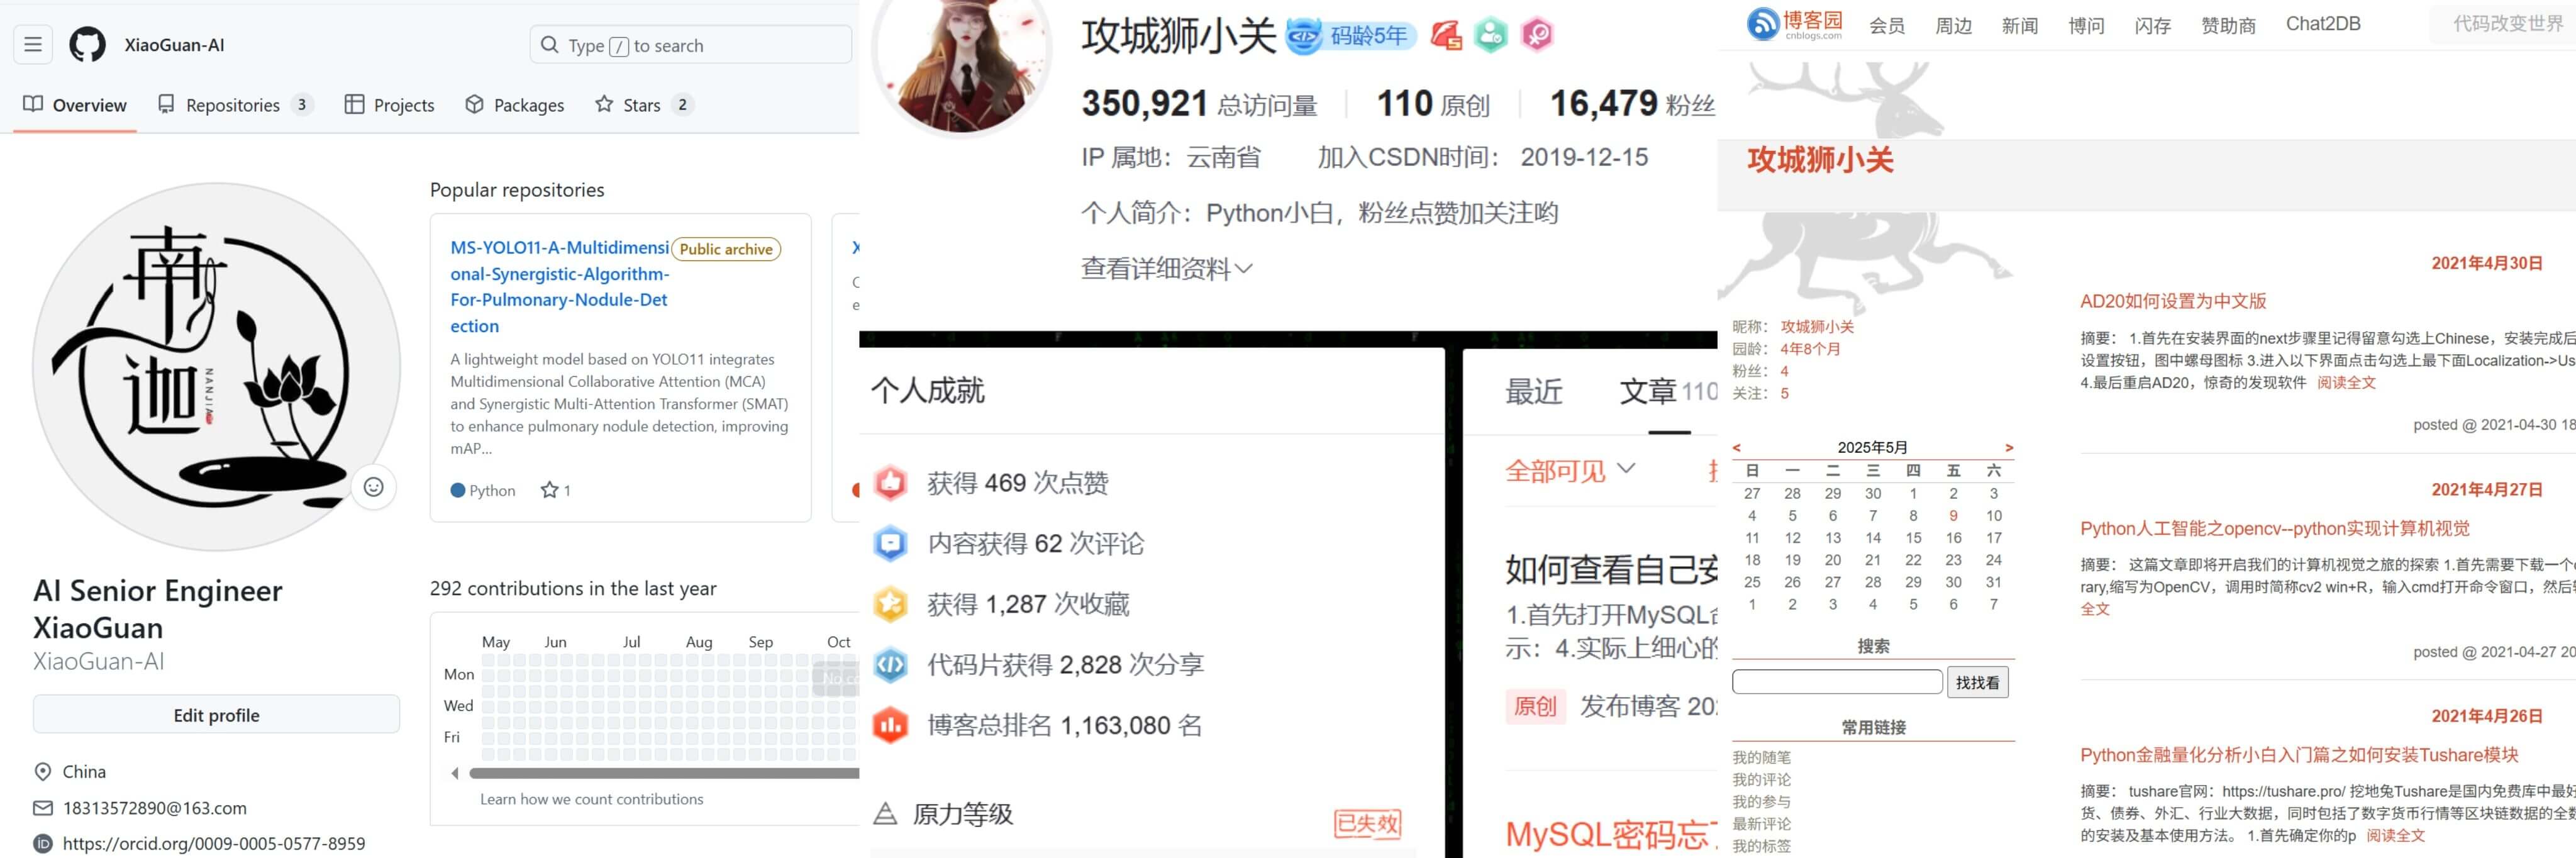 XiaoGuan-AI
Type / to search
Overview
Repositories 3
Projects
Packages
Stars 2
南迦
NANJIA
AI Senior Engineer
XiaoGuan
XiaoGuan-AI
Edit profile
China
18313572890@163.com
https://orcid.org/0009-0005-0577-8959
Popular repositories
MS-YOLO11-A-Multidimensi
Public archive
onal-Synergistic-Algorithm-
For-Pulmonary-Nodule-Det
ection
A lightweight model based on YOLO11 integrates
Multidimensional Collaborative Attention (MCA)
and Synergistic Multi-Attention Transformer (SMAT)
to enhance pulmonary nodule detection, improving
mAP...
Python 1
292 contributions in the last year
May Jun Jul Aug Sep Oct
Mon
Wed
Fri
No co
Learn how we count contributions
攻城狮小关 码龄5年
350,921 总访问量 110 原创 16,479 粉丝
IP 属地：云南省 加入CSDN时间：2019-12-15
个人简介：Python小白，粉丝点赞加关注哟
查看详细资料
个人成就
获得 469 次点赞
内容获得 62 次评论
获得 1,287 次收藏
代码片获得 2,828 次分享
博客总排名 1,163,080 名
原力等级
已失效
最近 文章 110
全部可见
如何查看自己安
1.首先打开MySQL
示：4.实际上细心的
原创 发布博客 20
MySQL密码忘
博客园
cnblogs.com
会员 周边 新闻 博问 闪存 赞助商 Chat2DB
代码改变世界
攻城狮小关
昵称：攻城狮小关
园龄：4年8个月
粉丝：4
关注：5
< 2025年5月 >
日 一 二 三 四 五 六
27 28 29 30 1 2 3
4 5 6 7 8 9 10
11 12 13 14 15 16 17
18 19 20 21 22 23 24
25 26 27 28 29 30 31
1 2 3 4 5 6 7
搜索
找找看
常用链接
我的随笔
我的评论
我的参与
最新评论
我的标签
2021年4月30日
AD20如何设置为中文版
摘要： 1.首先在安装界面的next步骤里记得留意勾选上Chinese，安装完成后
设置按钮，图中螺母图标 3.进入以下界面点击勾选上最下面Localization->Us
4.最后重启AD20，惊奇的发现软件 阅读全文
posted @ 2021-04-30 18
2021年4月27日
Python人工智能之opencv--python实现计算机视觉
摘要： 这篇文章即将开启我们的计算机视觉之旅的探索 1.首先需要下载一个
rary,缩写为OpenCV，调用时简称cv2 win+R，输入cmd打开命令窗口，然后
全文
posted @ 2021-04-27 20
2021年4月26日
Python金融量化分析小白入门篇之如何安装Tushare模块
摘要： tushare官网：https://tushare.pro/ 挖地兔Tushare是国内免费库中最好
货、债券、外汇、行业大数据，同时包括了数字货币行情等区块链数据的全数
的安装及基本使用方法。 1.首先确定你的p 阅读全文